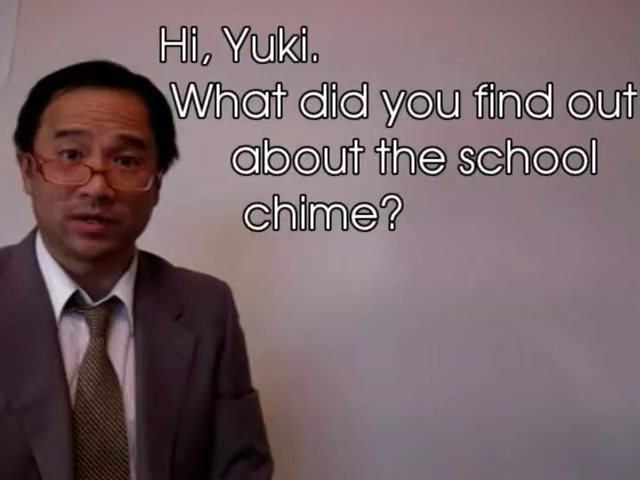 Hi, Yuki.
What did you find out
about the school
chime?